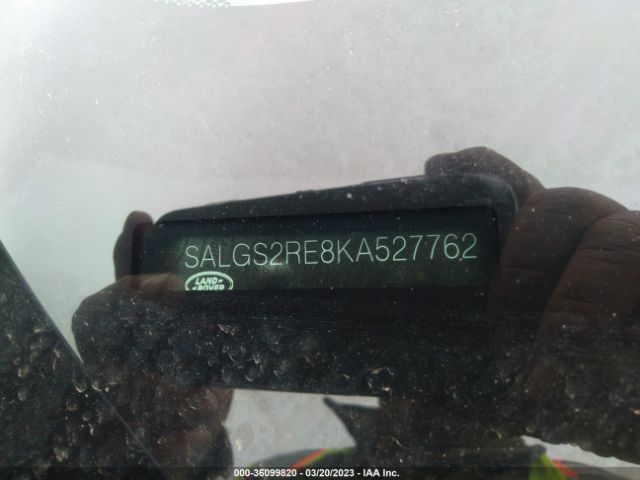 SALGS2RE8KA527762
LAND-
ROVER
000-36099820 - 03/20/2023 - IAA Inc.